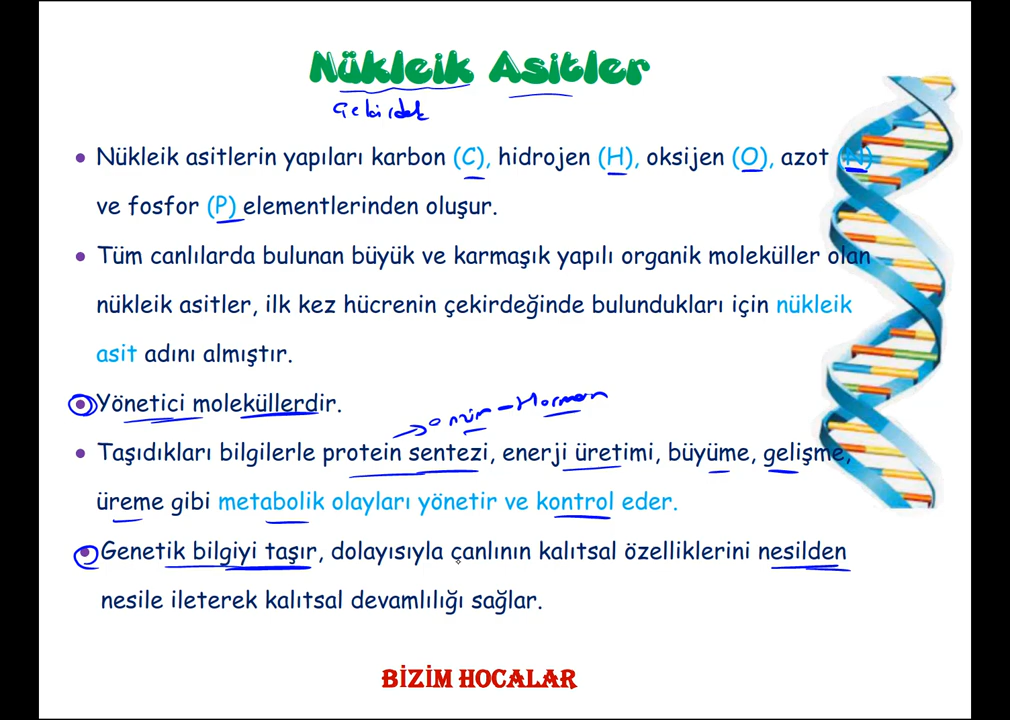 Nükleik Asitler
Çekirdek
• Nükleik asitlerin yapıları karbon (C), hidrojen (H), oksijen (O), azot (N)
ve fosfor (P) elementlerinden oluşur.
• Tüm canlılarda bulunan büyük ve karmaşık yapılı organik moleküller olan
nükleik asitler, ilk kez hücrenin çekirdeğinde bulundukları için nükleik
asit adını almıştır.
• Yönetici moleküllerdir.
→ enzim - Hormon
• Taşıdıkları bilgilerle protein sentezi, enerji üretimi, büyüme, gelişme,
üreme gibi metabolik olayları yönetir ve kontrol eder.
• Genetik bilgiyi taşır, dolayısıyla canlının kalıtsal özelliklerini nesilden
nesile ileterek kalıtsal devamlılığı sağlar.
BİZİM HOCALAR